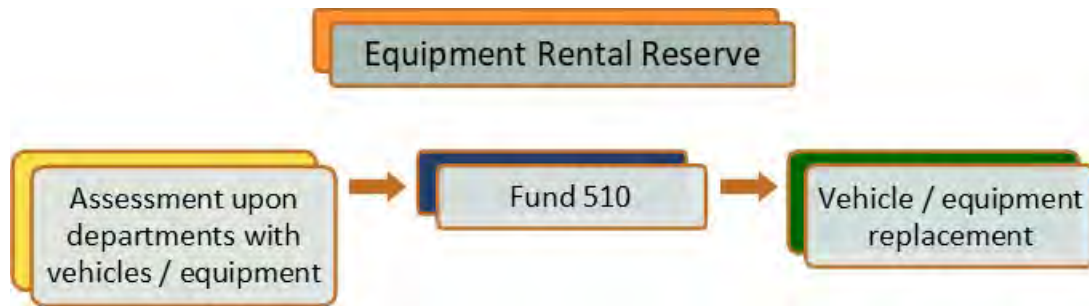 Equipment Rental Reserve
Assessment upon
departments with
vehicles / equipment
Fund 510
Vehicle / equipment
replacement